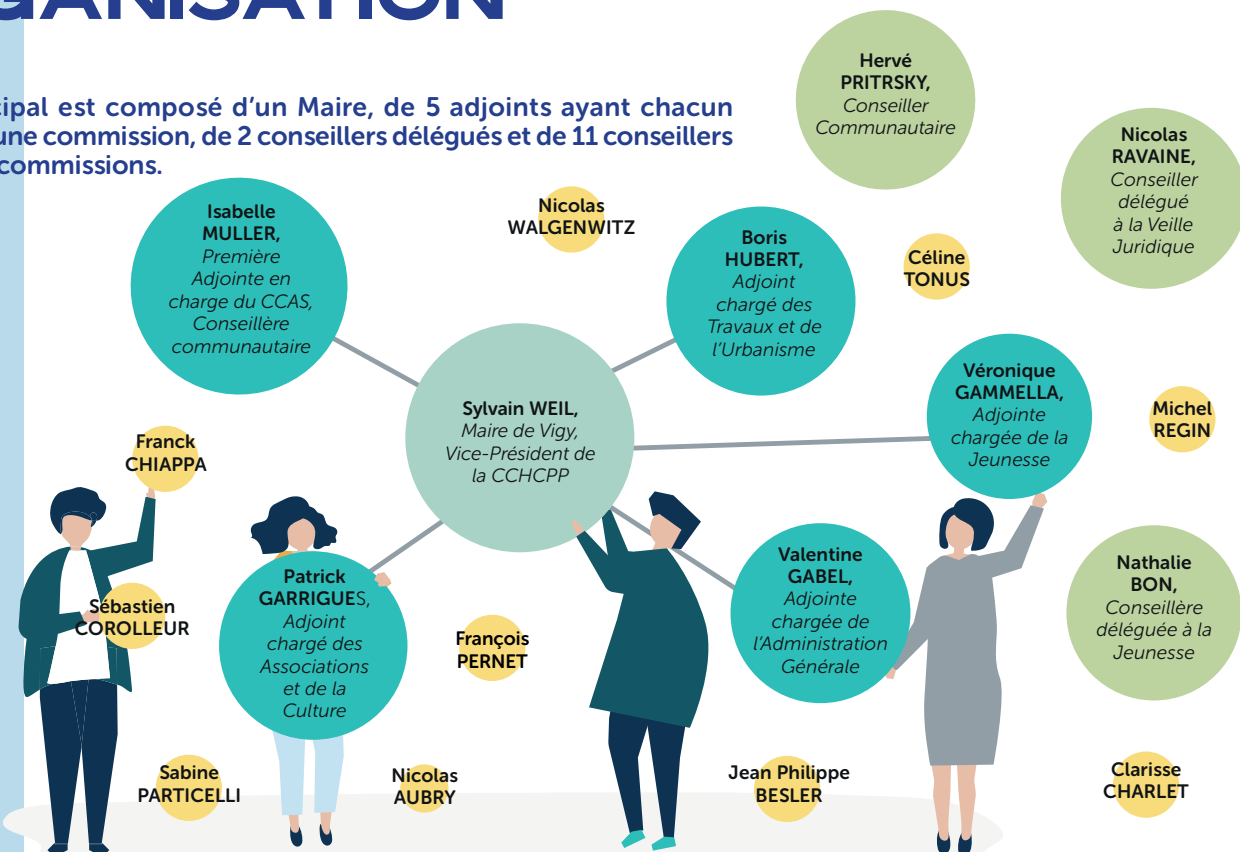 GANISATION
cipal est composé d'un Maire, de 5 adjoints ayant chacun
une commission, de 2 conseillers délégués et de 11 conseillers
commissions.
Hervé
PRITRSKY,
Conseiller
Communautaire
Nicolas
RAVAINE,
Conseiller
délégué
à la Veille
Juridique
Isabelle
MULLER,
Première
Adjointe en
charge du CCAS,
Conseillère
communautaire
Nicolas
WALGENWITZ
Boris
HUBERT,
Adjoint
chargé des
Travaux et de
l'Urbanisme
Céline
TONUS
Sylvain WEIL,
Maire de Vigy,
Vice-Président de
la CCHCPP
Véronique
GAMMELLA,
Adjointe
chargée de la
Jeunesse
Michel
REGIN
Franck
CHIAPPA
Sébastien
COROLLEUR
Patrick
GARRIGUES,
Adjoint
chargé des
Associations
et de la
Culture
François
PERNET
Valentine
GABEL,
Adjointe
chargée de
l'Administration
Générale
Nathalie
BON,
Conseillère
déléguée à la
Jeunesse
Sabine
PARTICELLI
Nicolas
AUBRY
Jean Philippe
BESLER
Clarisse
CHARLET